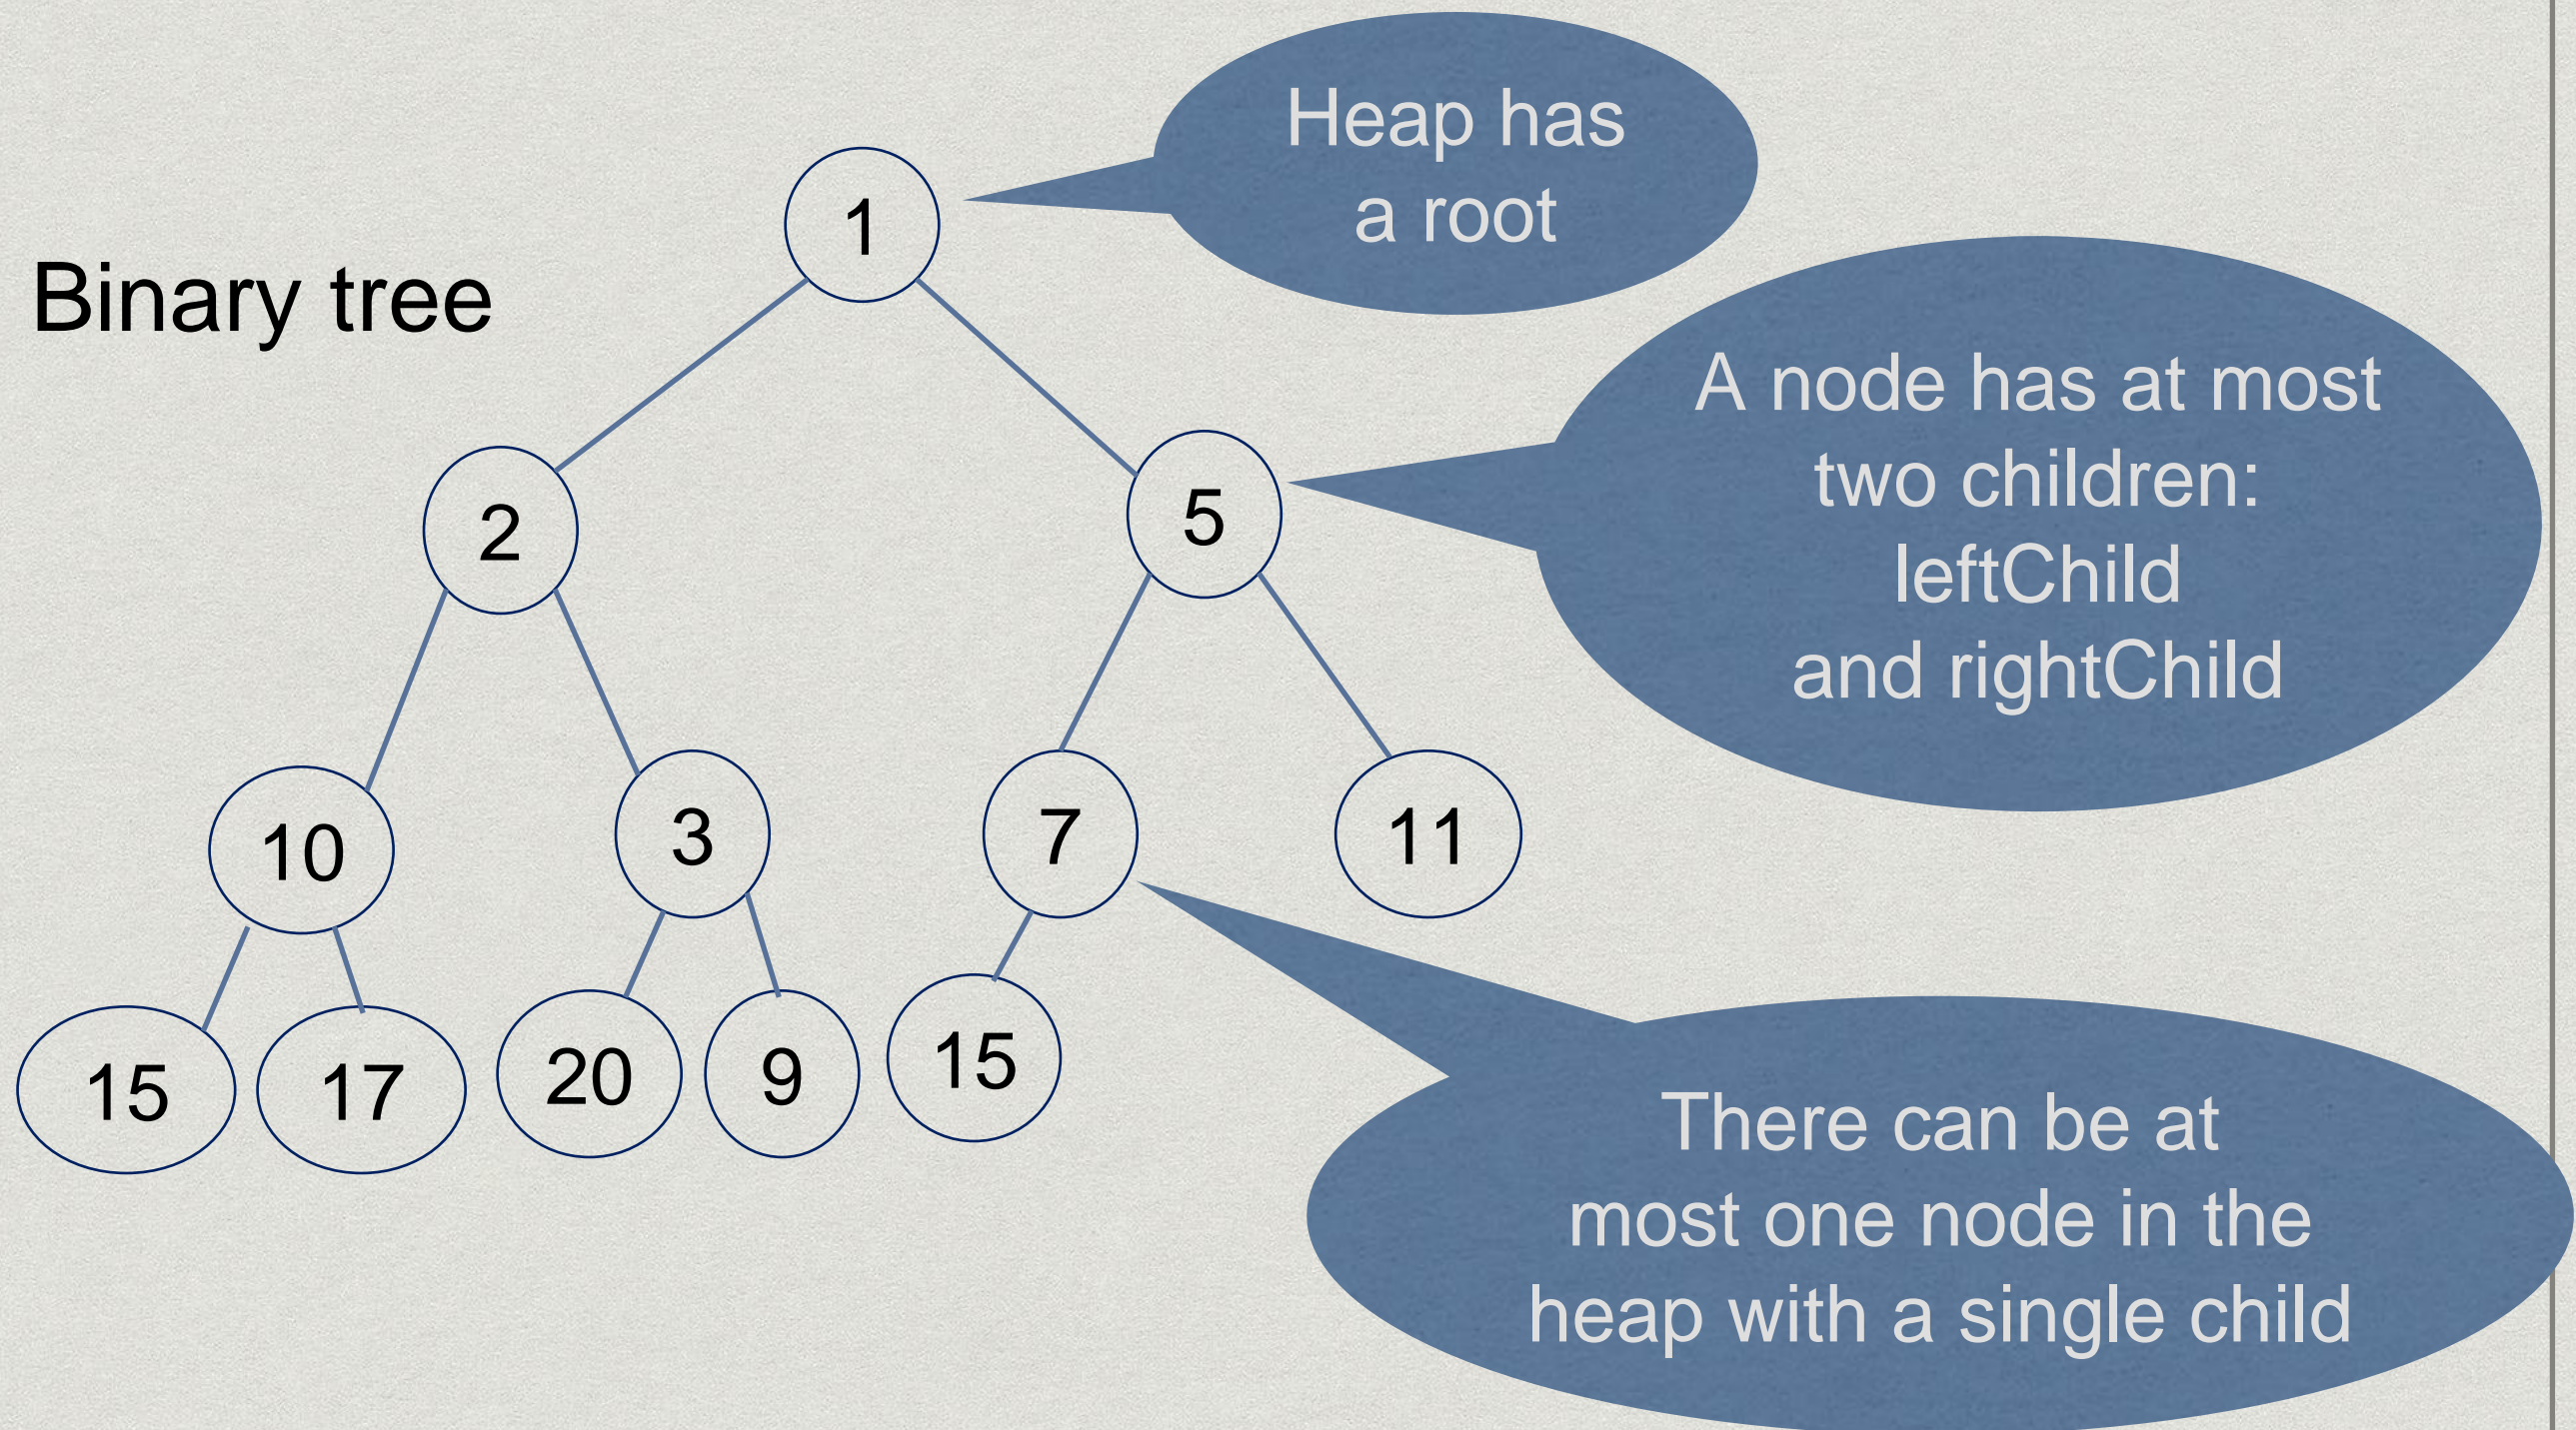 Heap has
a root
1
Binary tree
A node has at most
two children:
leftChild
and rightChild
2
5
10
3
7
11
15
17
20
9
15
There can be at
most one node in the
heap with a single child